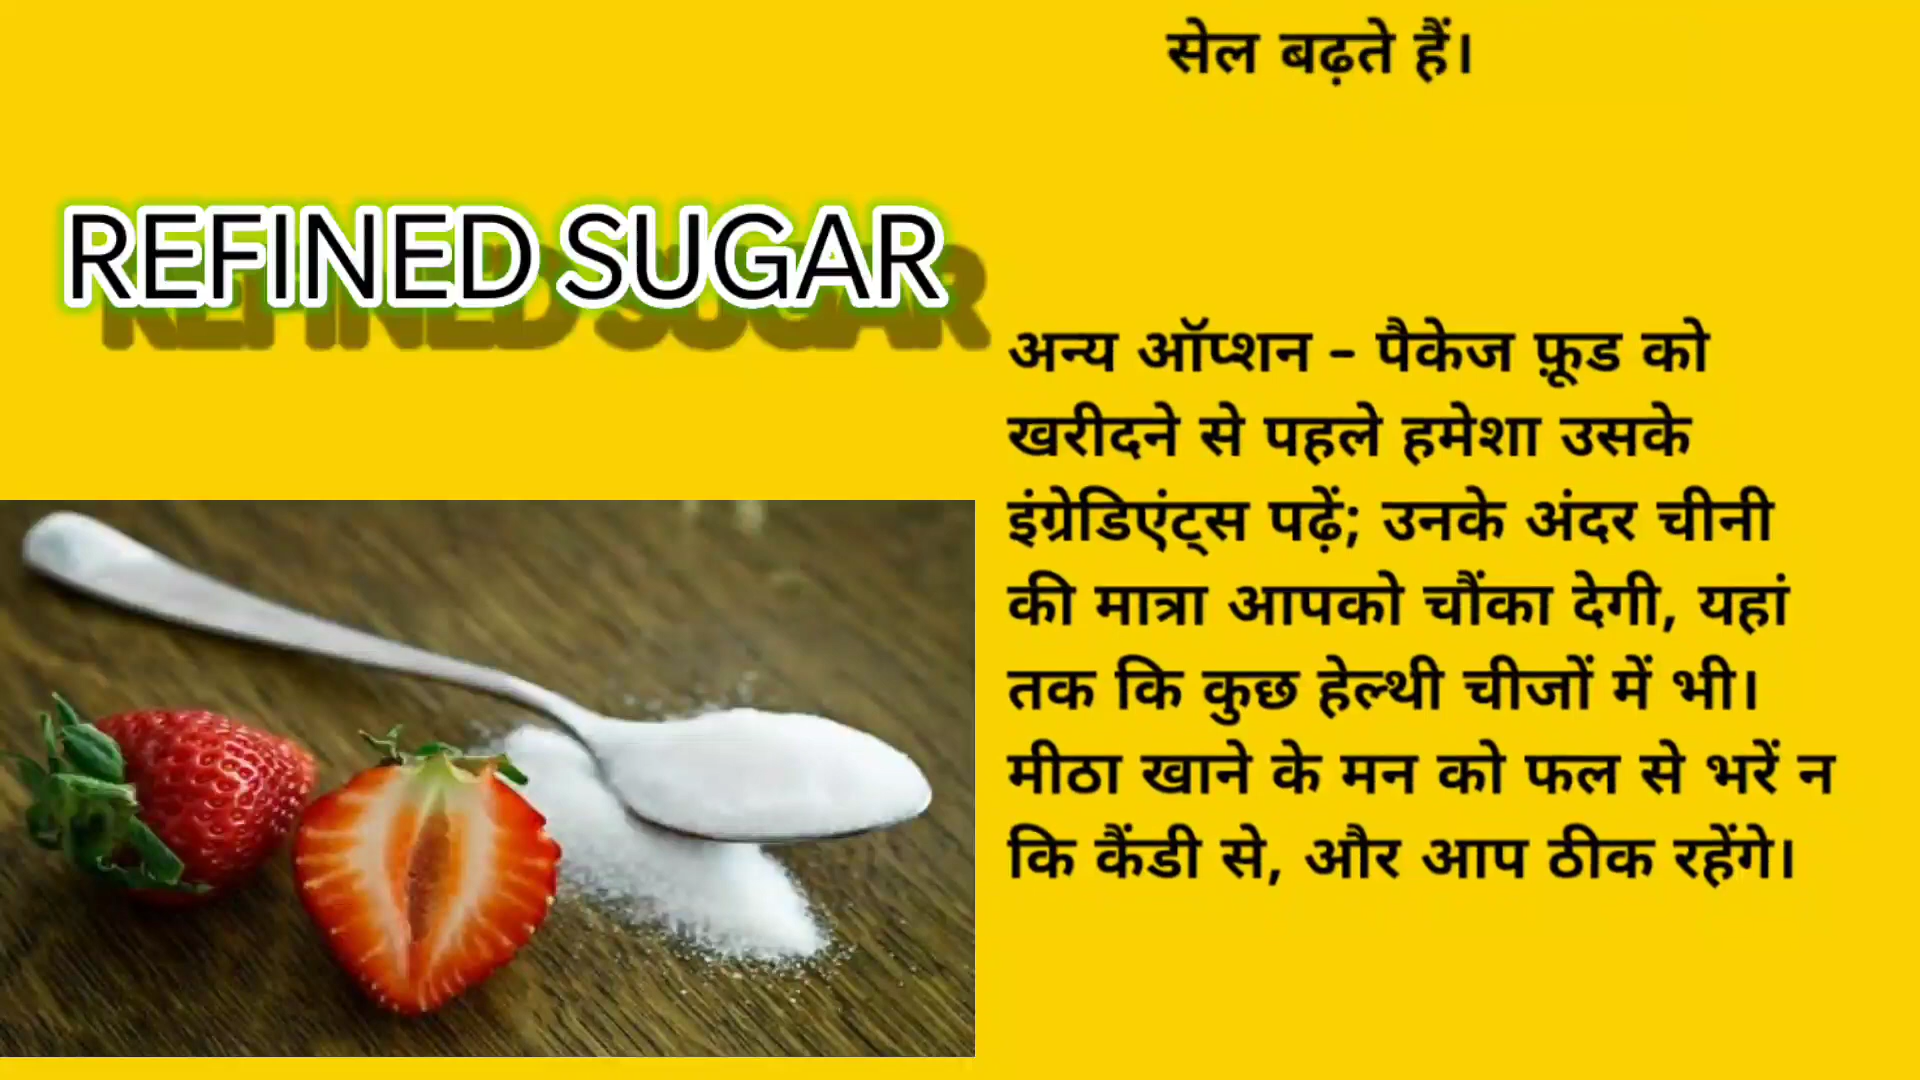 सेल बढ़ते हैं।
REFINED SUGAR
अन्य ऑप्शन – पैकेज फ़ूड को
खरीदने से पहले हमेशा उसके
इंग्रेडिएंट्स पढ़ें; उनके अंदर चीनी
की मात्रा आपको चौंका देगी, यहां
तक कि कुछ हेल्थी चीजों में भी।
मीठा खाने के मन को फल से भरें न
कि कैंडी से, और आप ठीक रहेंगे।